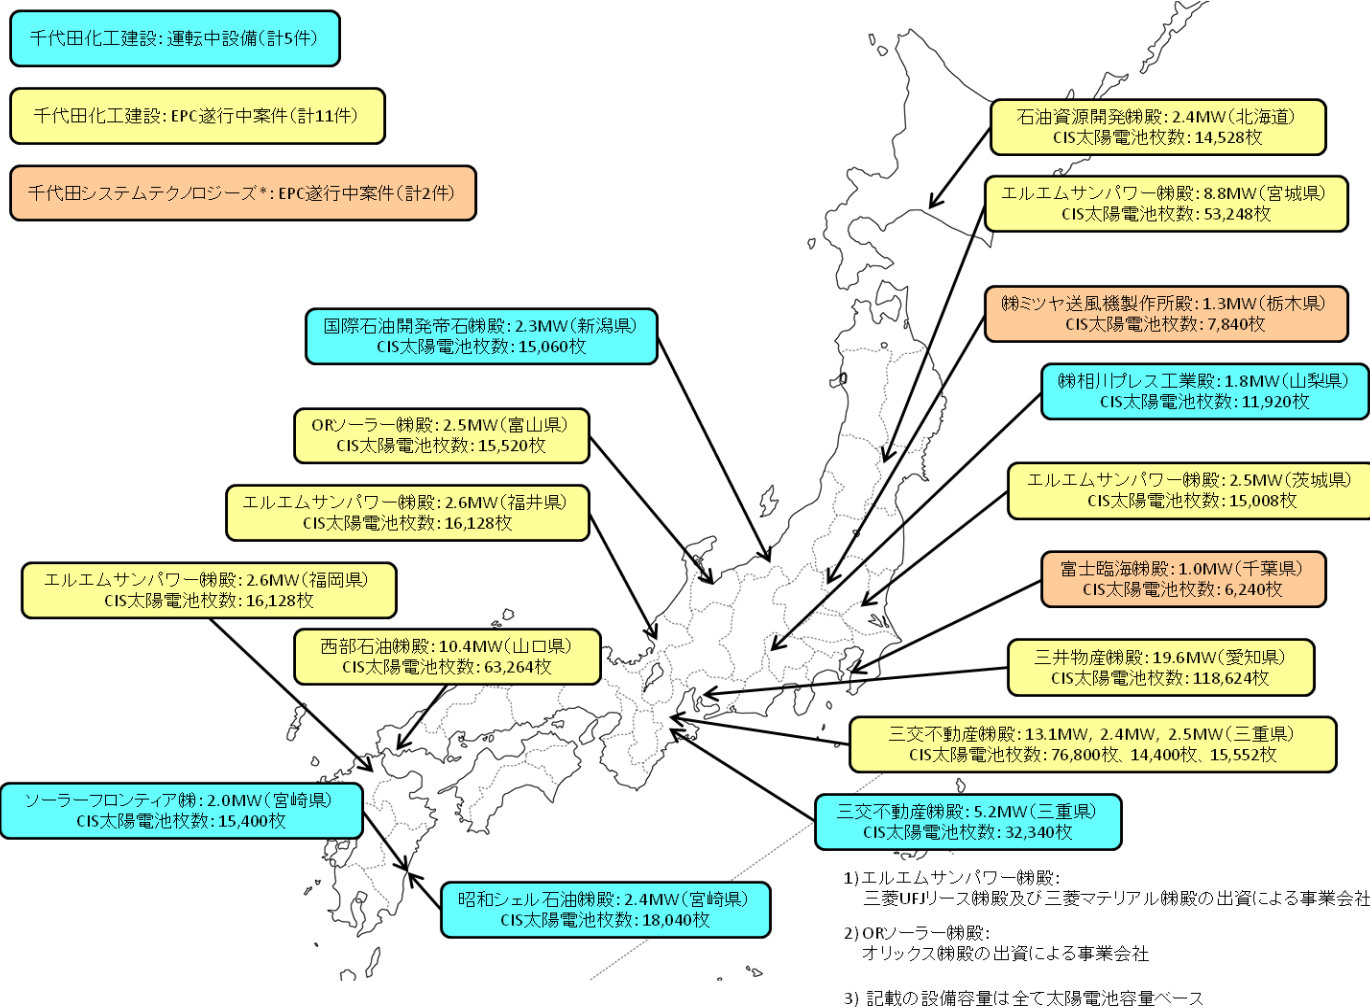 千代田化工建設：運転中設備（計5件）
千代田化工建設：EPC遂行中案件（計11件）
千代田システムテクノロジーズ*：EPC遂行中案件（計2件）
石油資源開発㈱殿：2.4MW（北海道）
CIS太陽電池枚数：14,528枚
エルエムサンパワー㈱殿：8.8MW（宮城県）
CIS太陽電池枚数：53,248枚
㈱ミツヤ送風機製作所殿：1.3MW（栃木県）
CIS太陽電池枚数：7,840枚
国際石油開発帝石㈱殿：2.3MW（新潟県）
CIS太陽電池枚数：15,060枚
㈱相川プレス工業殿：1.8MW（山梨県）
CIS太陽電池枚数：11,920枚
ORソーラー㈱殿：2.5MW（富山県）
CIS太陽電池枚数：15,520枚
エルエムサンパワー㈱殿：2.5MW（茨城県）
CIS太陽電池枚数：15,008枚
エルエムサンパワー㈱殿：2.6MW（福井県）
CIS太陽電池枚数：16,128枚
富士臨海㈱殿：1.0MW（千葉県）
CIS太陽電池枚数：6,240枚
エルエムサンパワー㈱殿：2.6MW（福岡県）
CIS太陽電池枚数：16,128枚
西部石油㈱殿：10.4MW（山口県）
CIS太陽電池枚数：63,264枚
三井物産㈱殿：19.6MW（愛知県）
CIS太陽電池枚数：118,624枚
三交不動産㈱殿：13.1MW, 2.4MW, 2.5MW（三重県）
CIS太陽電池枚数：76,800枚、14,400枚、15,552枚
ソーラーフロンティア㈱：2.0MW（宮崎県）
CIS太陽電池枚数：15,400枚
三交不動産㈱殿：5.2MW（三重県）
CIS太陽電池枚数：32,340枚
昭和シェル石油㈱殿：2.4MW（宮崎県）
CIS太陽電池枚数：18,040枚
1）エルエムサンパワー㈱殿：
三菱UFJリース㈱殿及び三菱マテリアル㈱殿の出資による事業会社
2）ORソーラー㈱殿：
オリックス㈱殿の出資による事業会社
3）記載の設備容量は全て太陽電池容量ベース